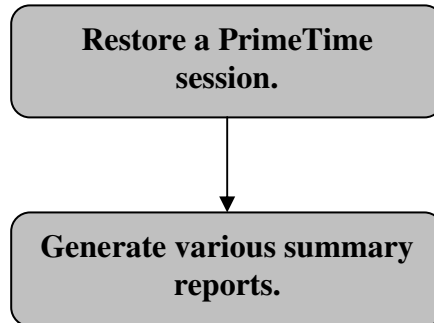 Restore a PrimeTime
session.
Generate various summary
reports.